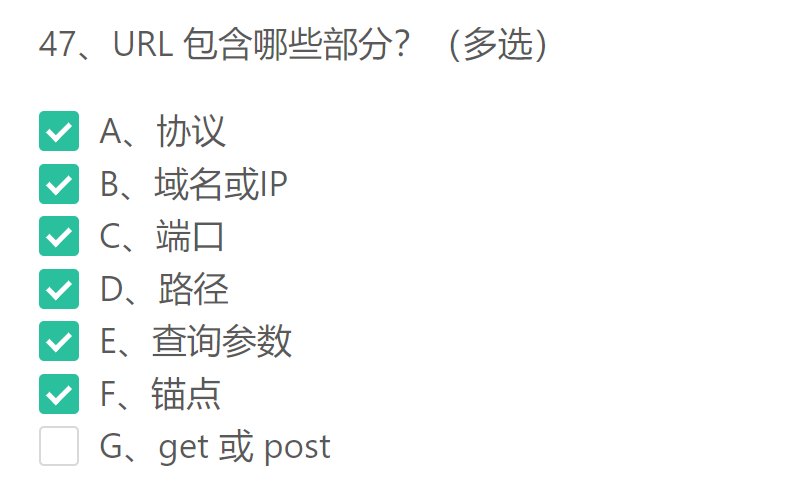 47、URL 包含哪些部分？（多选）
A、协议
B、域名或IP
C、端口
D、路径
E、查询参数
F、锚点
G、get 或 post